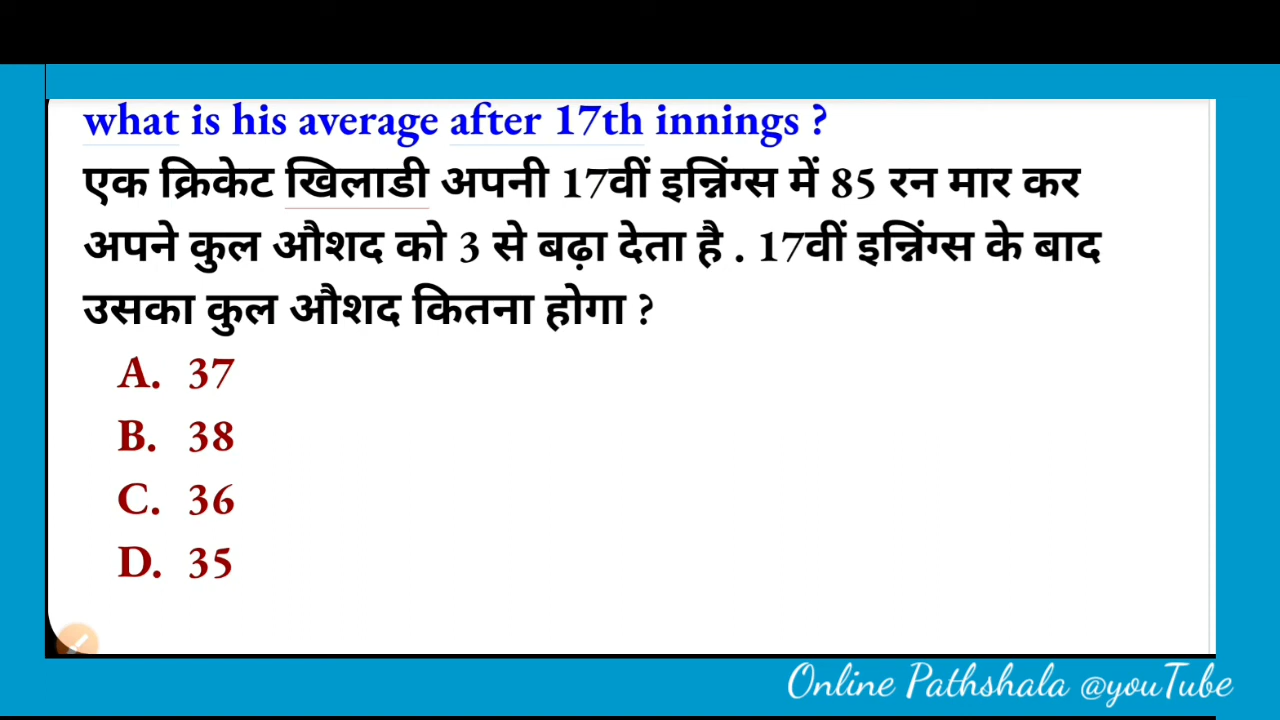 what is his average after 17th innings ?
एक क्रिकेट खिलाडी अपनी 17वीं इन्निंग्स में 85 रन मार कर
अपने कुल औशद को 3 से बढ़ा देता है . 17वीं इन्निंग्स के बाद
उसका कुल औशद कितना होगा ?
A. 37
B. 38
C. 36
D. 35
Online Pathshala @youTube